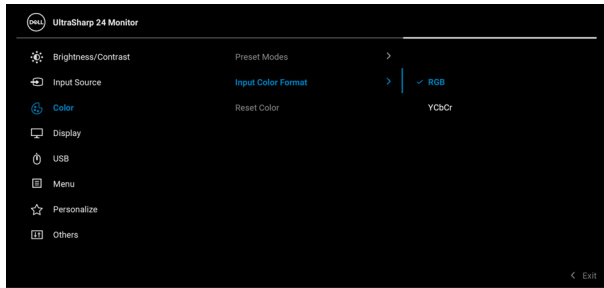 DELL UltraSharp 24 Monitor
Brightness/Contrast Preset Modes >
Input Source Input Color Format > ✓ RGB
Color Reset Color YCbCr
Display
USB
Menu
Personalize
Others
< Exit